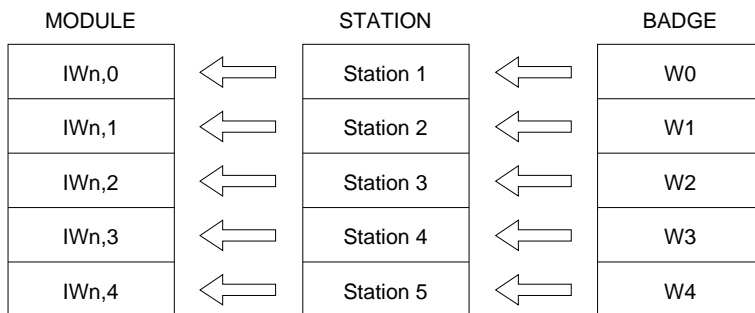 MODULE STATION BADGE
IWn,0 Station 1 W0
IWn,1 Station 2 W1
IWn,2 Station 3 W2
IWn,3 Station 4 W3
IWn,4 Station 5 W4